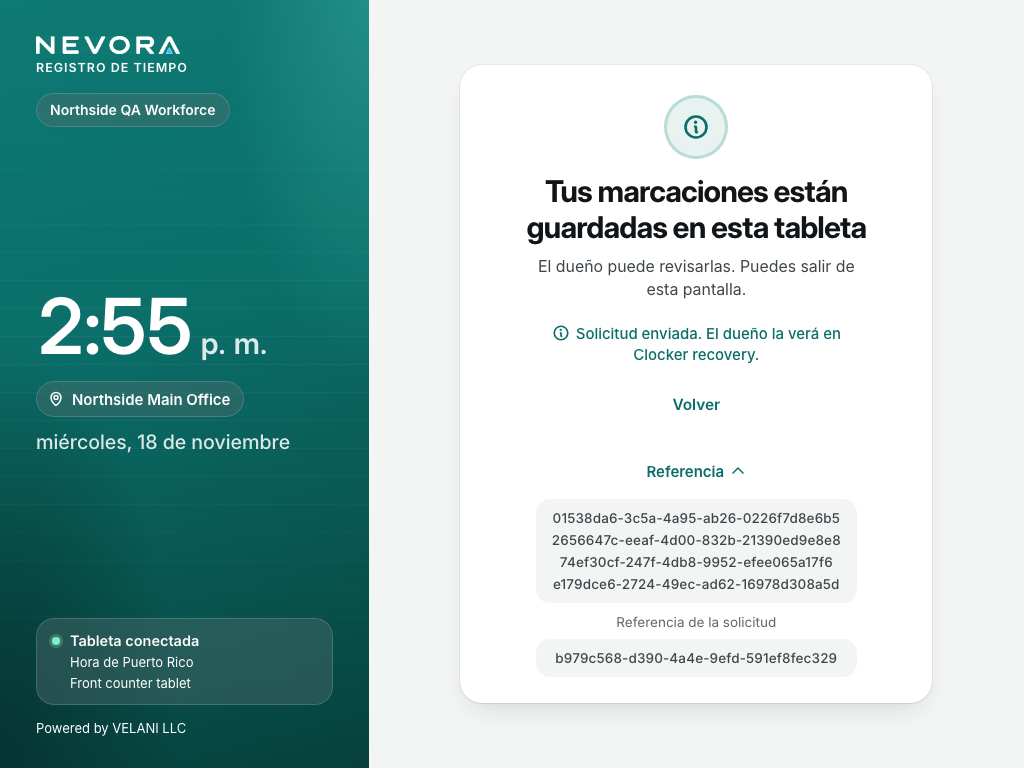 NEVORA
REGISTRO DE TIEMPO
Northside QA Workforce
2:55 p. m.
Northside Main Office
miércoles, 18 de noviembre
Tableta conectada
Hora de Puerto Rico
Front counter tablet
Powered by VELANI LLC
Tus marcaciones están
guardadas en esta tableta
El dueño puede revisarlas. Puedes salir de
esta pantalla.
Solicitud enviada. El dueño la verá en
Clocker recovery.
Volver
Referencia
01538da6-3c5a-4a95-ab26-0226f7d8e6b5
2656647c-eeaf-4d00-832b-21390ed9e8e8
74ef30cf-247f-4db8-9952-efee065a17f6
e179dce6-2724-49ec-ad62-16978d308a5d
Referencia de la solicitud
b979c568-d390-4a4e-9efd-591ef8fec329